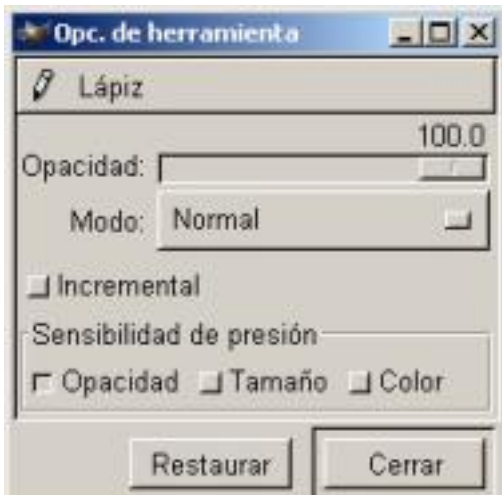 Opc. de herramienta
Lápiz
100.0
Opacidad:
Modo: Normal
Incremental
Sensibilidad de presión
Opacidad Tamaño Color
Restaurar Cerrar